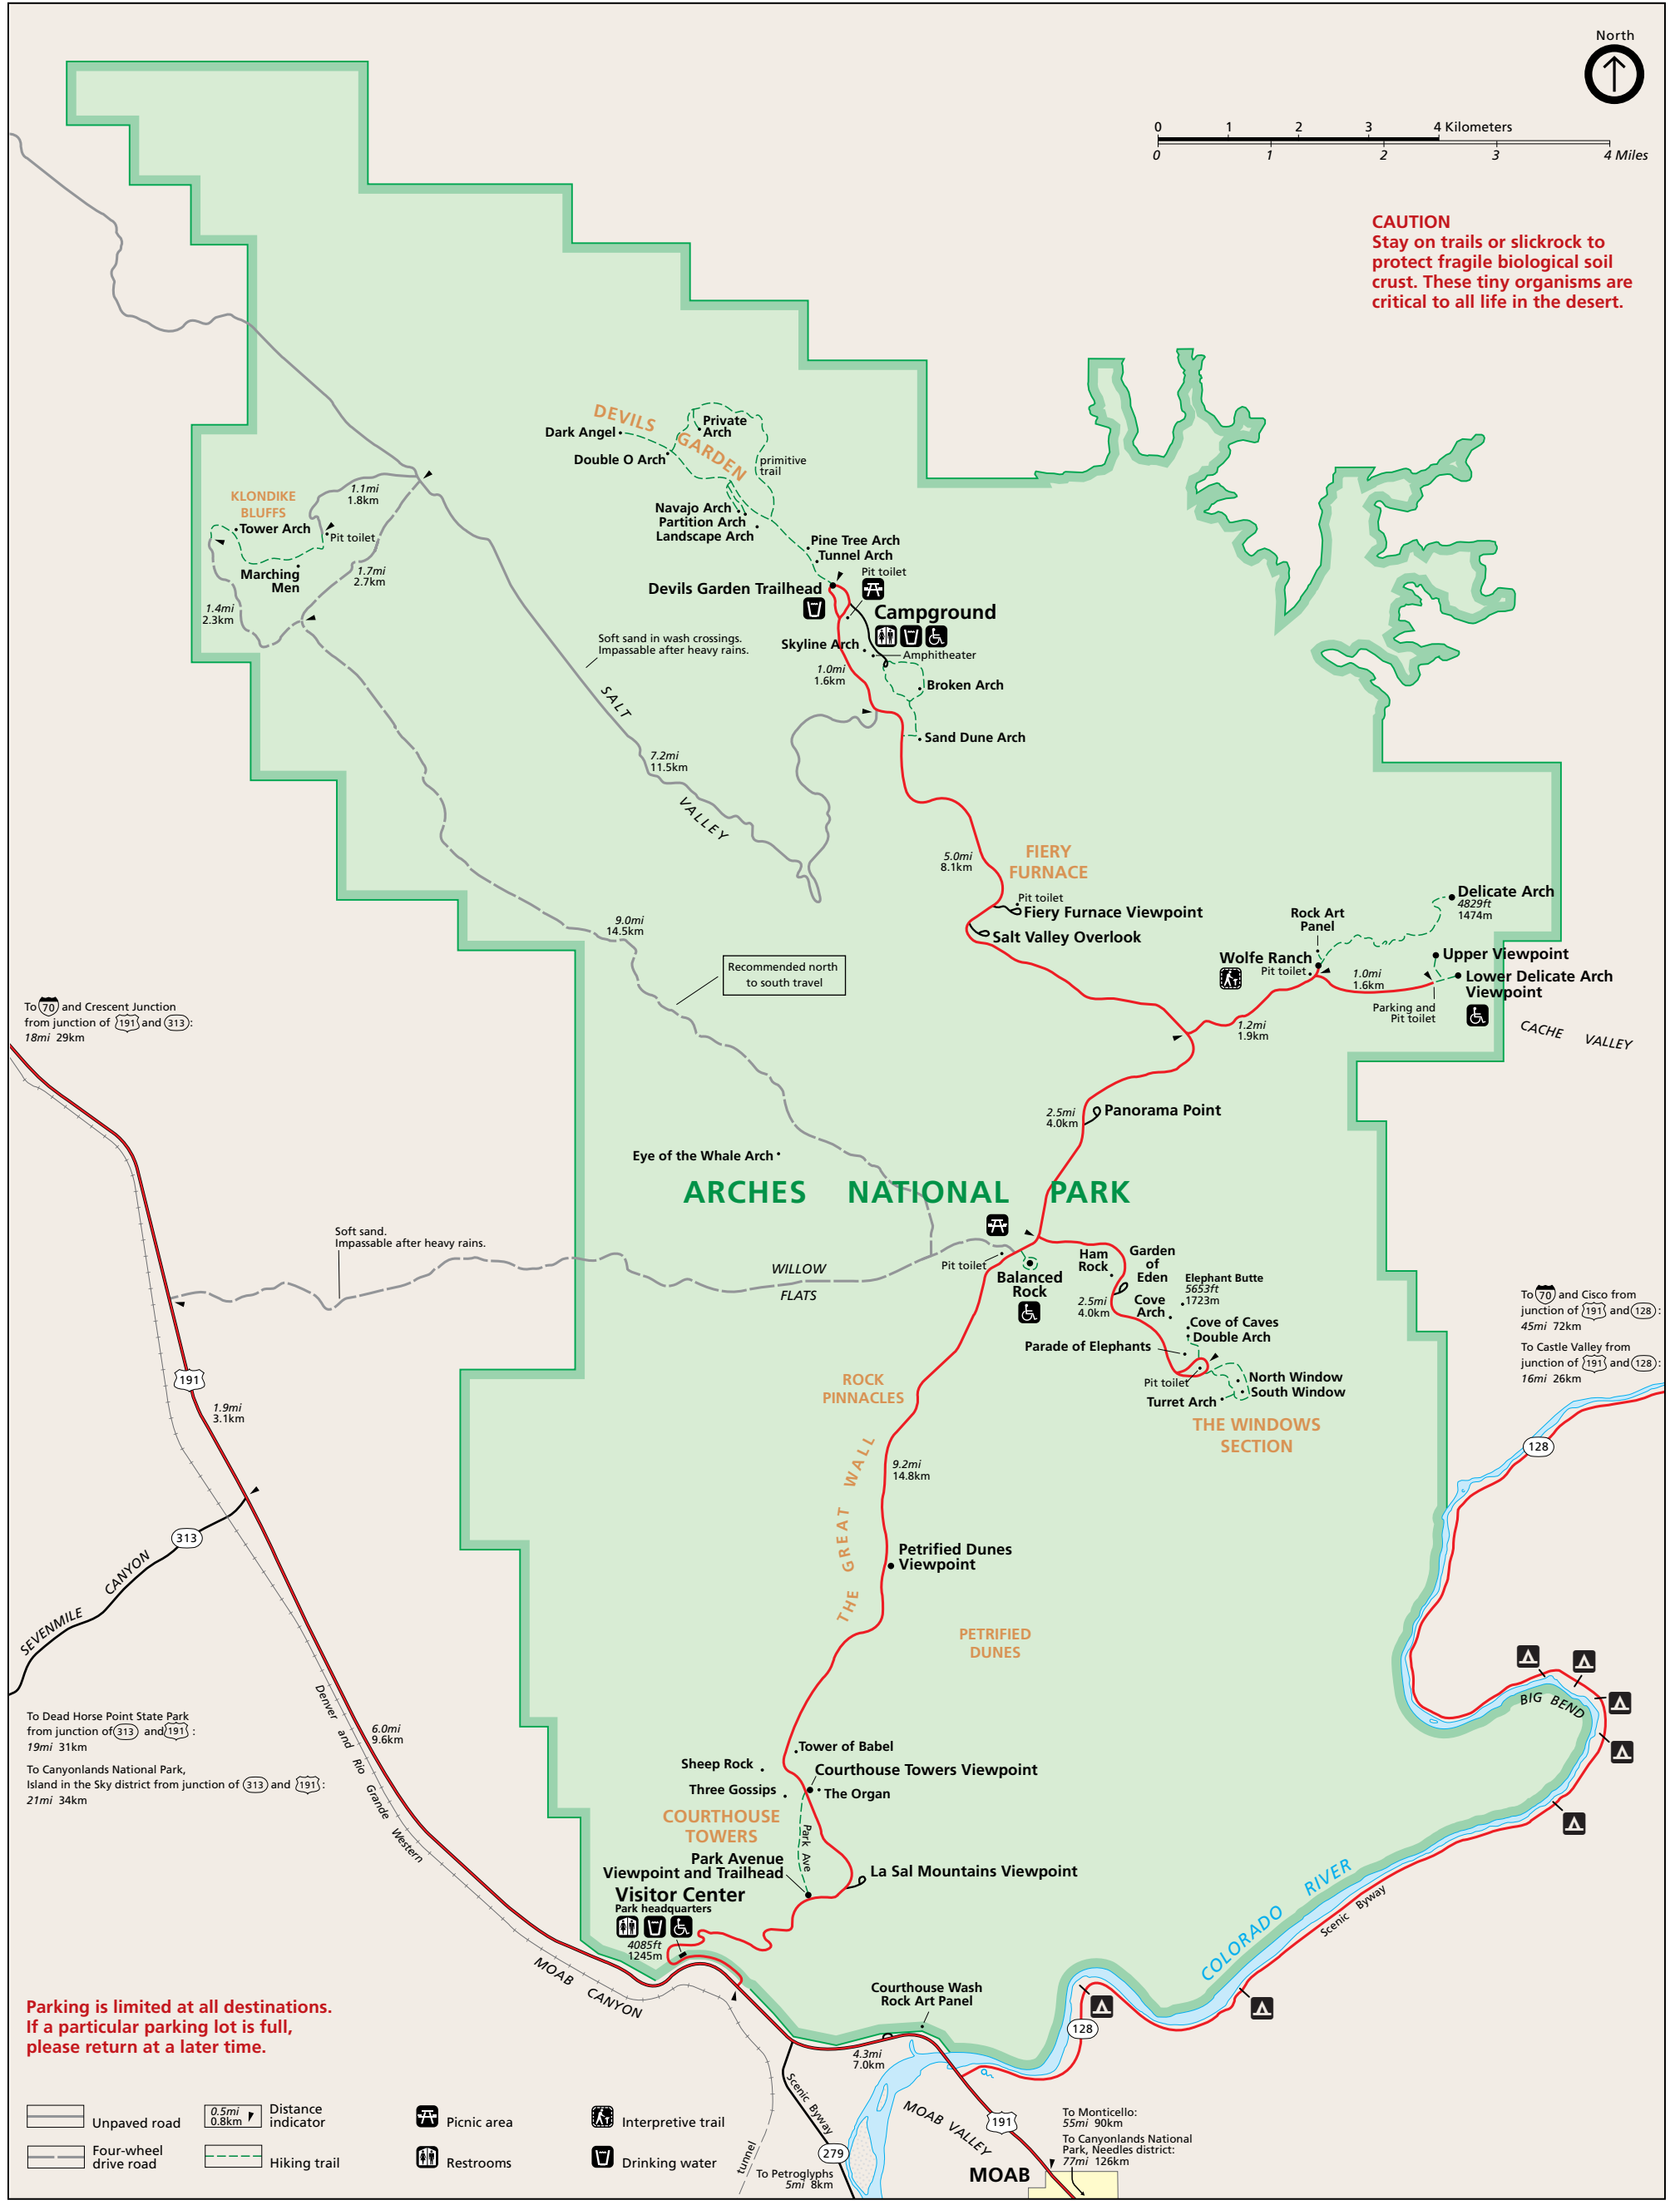 North
0 1 2 3 4 Kilometers
0 1 2 3 4 Miles
CAUTION
Stay on trails or slickrock to
protect fragile biological soil
crust. These tiny organisms are
critical to all life in the desert.
DEVILS GARDEN
Private
Arch
Dark Angel
Double O Arch
primitive
trail
Navajo Arch
Partition Arch
Landscape Arch
Pine Tree Arch
Tunnel Arch
Pit toilet
Devils Garden Trailhead
Campground
Skyline Arch
Amphitheater
1.0mi
1.6km
Broken Arch
Sand Dune Arch
KLONDIKE
BLUFFS
1.1mi
1.8km
Tower Arch
Pit toilet
Marching
Men
1.7mi
2.7km
1.4mi
2.3km
Soft sand in wash crossings.
Impassable after heavy rains.
SALT
VALLEY
7.2mi
11.5km
5.0mi
8.1km
FIERY
FURNACE
Pit toilet
Fiery Furnace Viewpoint
Salt Valley Overlook
9.0mi
14.5km
Recommended north
to south travel
Delicate Arch
4829ft
1474m
Rock Art
Panel
Wolfe Ranch
Pit toilet
Upper Viewpoint
1.0mi
1.6km
Lower Delicate Arch
Viewpoint
Parking and
Pit toilet
1.2mi
1.9km
CACHE VALLEY
To 70 and Crescent Junction
from junction of 191 and 313:
18mi 29km
2.5mi
4.0km
Panorama Point
Eye of the Whale Arch
ARCHES NATIONAL PARK
Soft sand.
Impassable after heavy rains.
WILLOW
FLATS
Pit toilet
Balanced
Rock
Ham
Rock
Garden
of
Eden
Elephant Butte
5653ft
1723m
2.5mi
4.0km
Cove
Arch
Cove of Caves
Double Arch
Parade of Elephants
Pit toilet
North Window
South Window
Turret Arch
THE WINDOWS
SECTION
To 70 and Cisco from
junction of 191 and 128:
45mi 72km
To Castle Valley from
junction of 191 and 128:
16mi 26km
128
191
1.9mi
3.1km
ROCK
PINNACLES
THE GREAT WALL
9.2mi
14.8km
313
SEVENMILE CANYON
Petrified Dunes
Viewpoint
PETRIFIED
DUNES
BIG BEND
To Dead Horse Point State Park
from junction of 313 and 191:
19mi 31km
To Canyonlands National Park,
Island in the Sky district from junction of 313 and 191:
21mi 34km
Denver and Rio Grande Western
6.0mi
9.6km
Tower of Babel
Sheep Rock
Courthouse Towers Viewpoint
Three Gossips
The Organ
COURTHOUSE
TOWERS
Park Ave
Park Avenue
Viewpoint and Trailhead
La Sal Mountains Viewpoint
Visitor Center
Park headquarters
4085ft
1245m
COLORADO RIVER
Scenic Byway
MOAB CANYON
Courthouse Wash
Rock Art Panel
128
4.3mi
7.0km
Parking is limited at all destinations.
If a particular parking lot is full,
please return at a later time.
Scenic Byway
279
tunnel
To Petroglyphs
5mi 8km
MOAB VALLEY
191
MOAB
To Monticello:
55mi 90km
To Canyonlands National
Park, Needles district:
77mi 126km
Unpaved road
0.5mi
0.8km
Distance
indicator
Picnic area
Interpretive trail
Four-wheel
drive road
Hiking trail
Restrooms
Drinking water